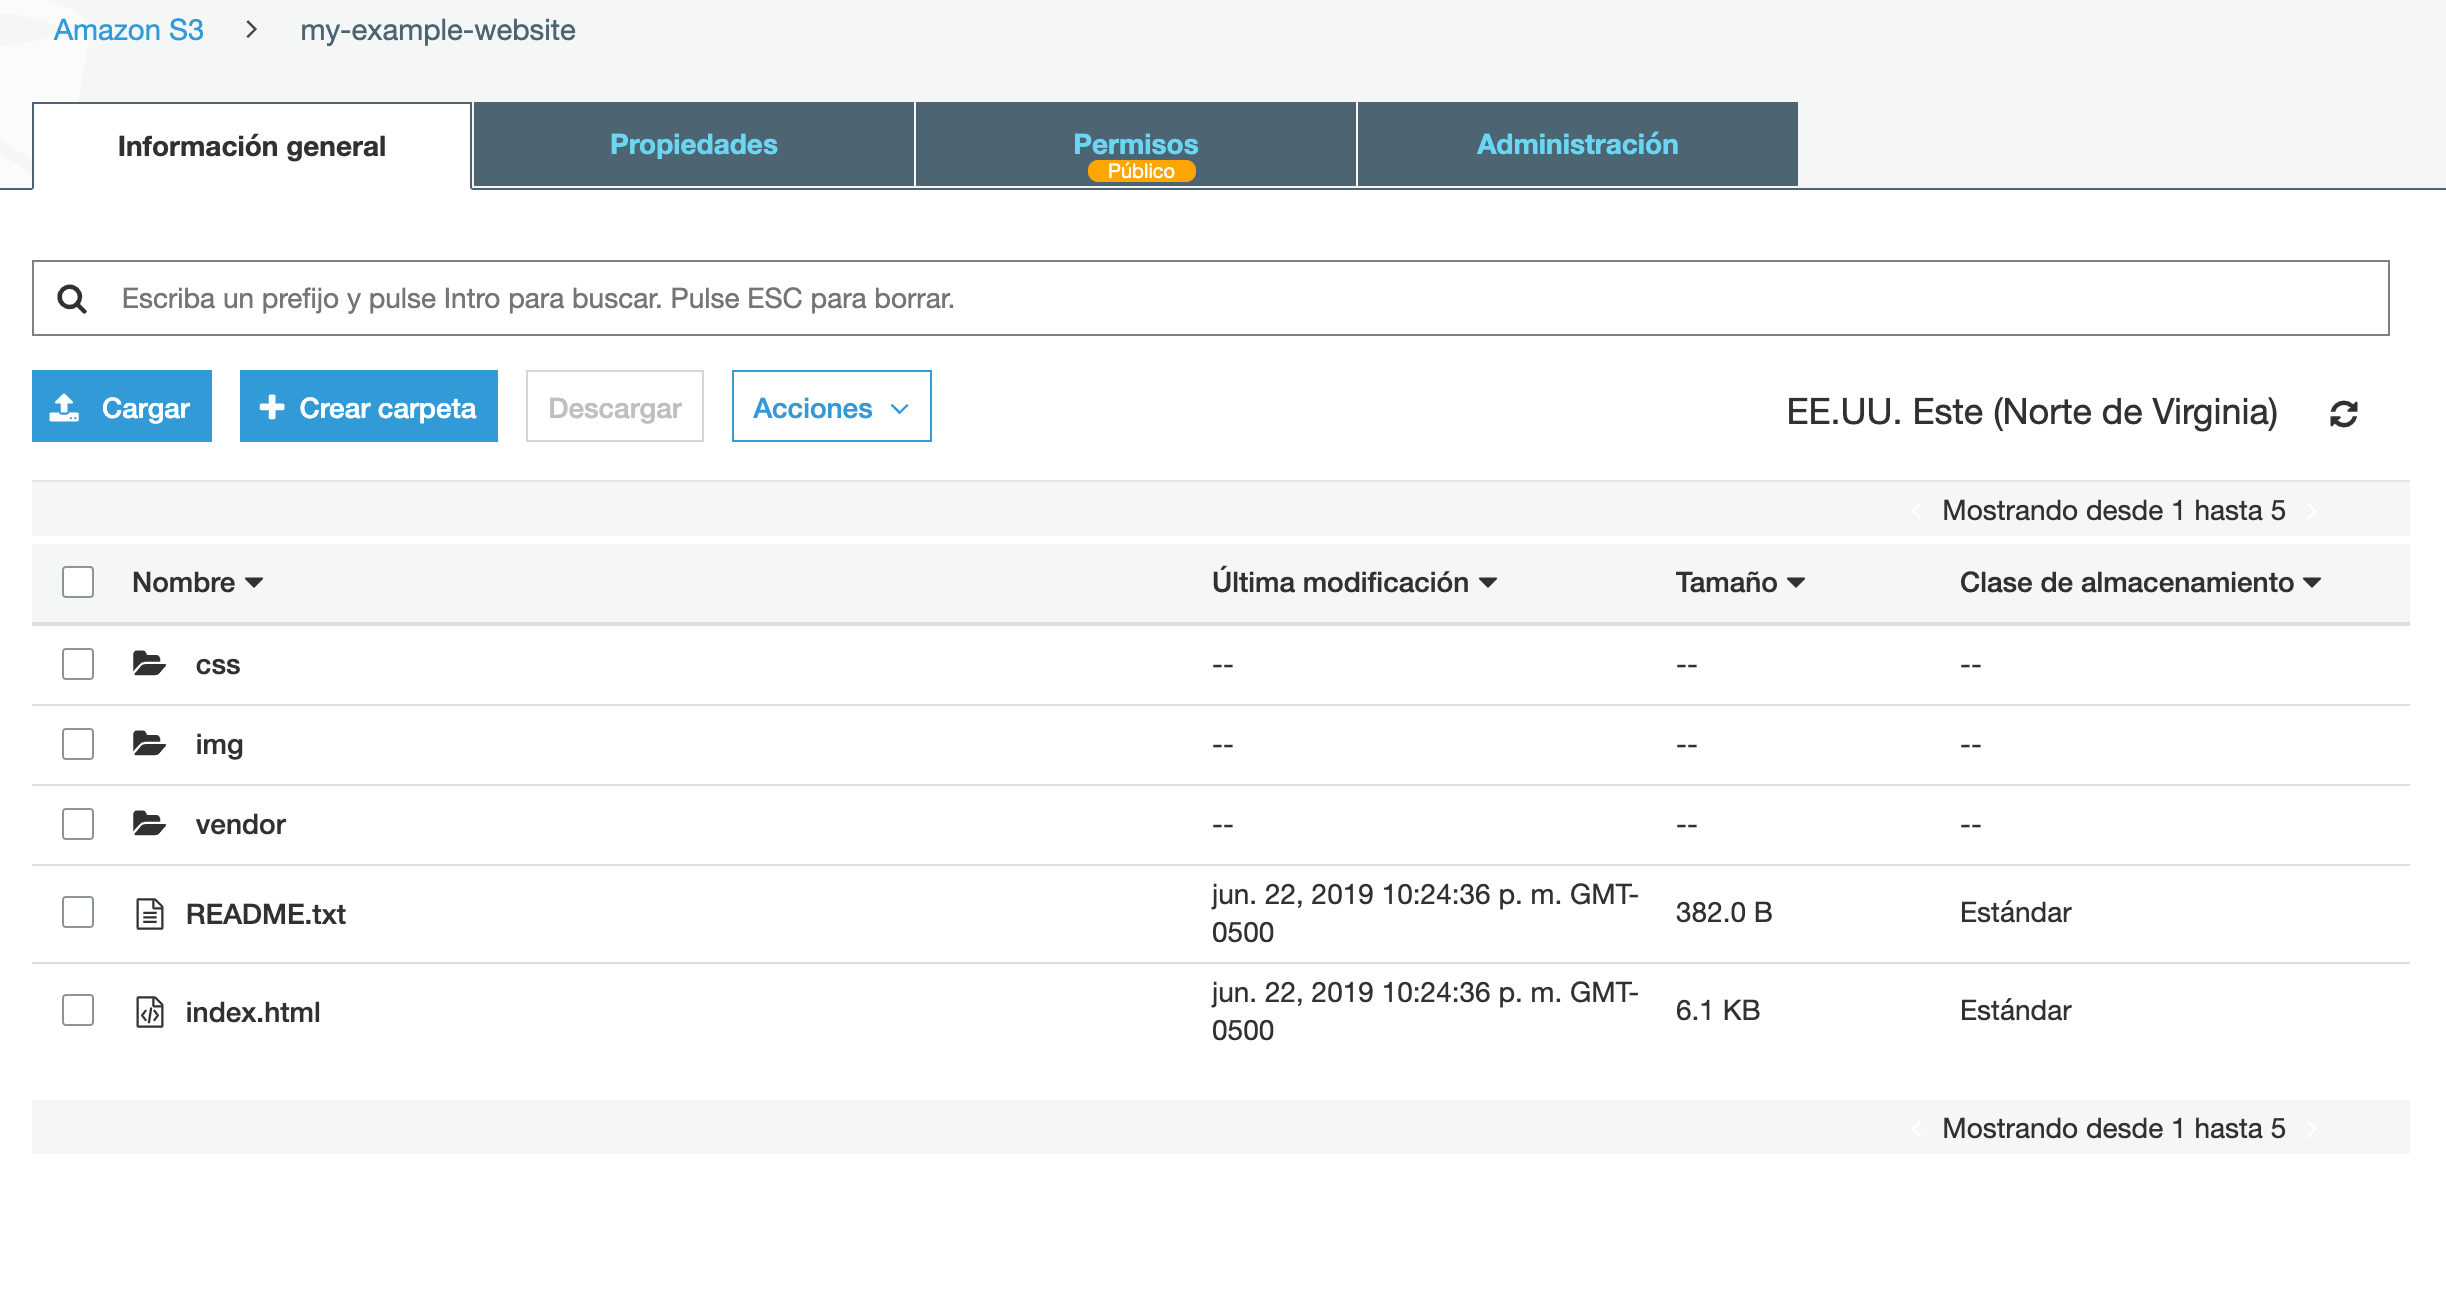 Amazon S3 > my-example-website
Información general Propiedades Permisos Administración
Público
Escriba un prefijo y pulse Intro para buscar. Pulse ESC para borrar.
Cargar Crear carpeta Descargar Acciones EE.UU. Este (Norte de Virginia)
Mostrando desde 1 hasta 5
Nombre Última modificación Tamaño Clase de almacenamiento
css -- -- --
img -- -- --
vendor -- -- --
README.txt jun. 22, 2019 10:24:36 p. m. GMT-
0500 382.0 B Estándar
index.html jun. 22, 2019 10:24:36 p. m. GMT-
0500 6.1 KB Estándar
Mostrando desde 1 hasta 5